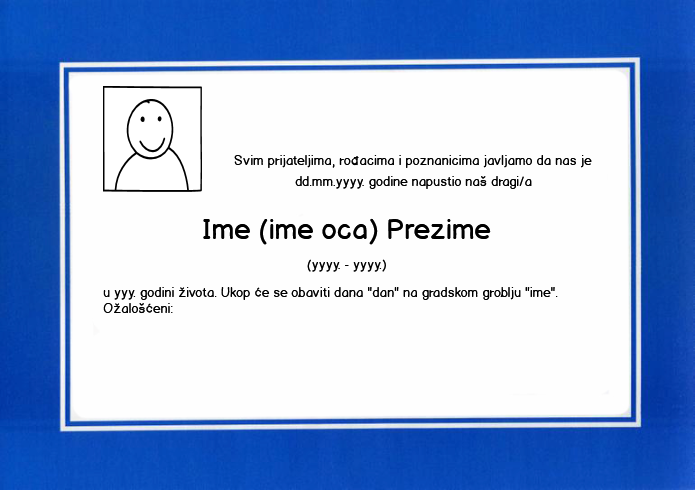 Svim prijateljima, rođacima i poznanicima javljamo da nas je
dd.mm.yyyy. godine napustio naš dragi/a
Ime (ime oca) Prezime
(yyyy. - yyyy.)
u yyy. godini života. Ukop će se obaviti dana "dan" na gradskom groblju "ime".
Ožalošćeni: